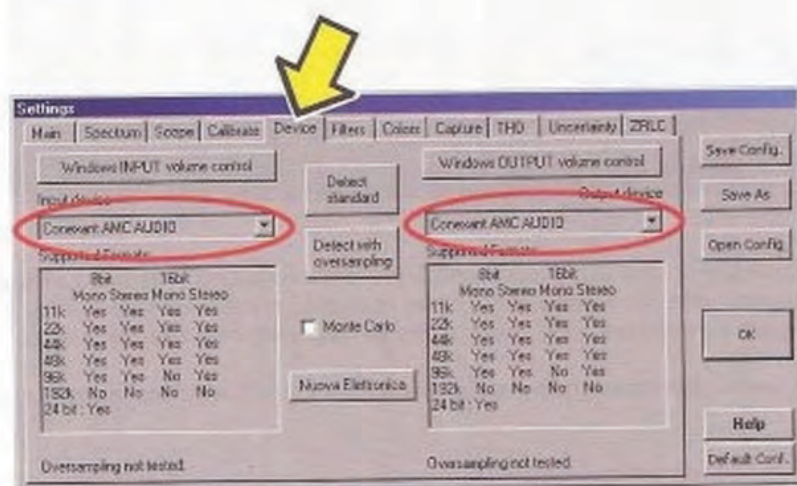 Settings
Main Spectrum Scope Calibrate Device Filters Colors Capture THD Uncertainty ZRLC
Windows INPUT volume control
Input device
Conexant AMC AUDIO
Supported Formats
8bit 16bit
Mono Stereo Mono Stereo
11k Yes Yes Yes Yes
22k Yes Yes Yes Yes
44k Yes Yes Yes Yes
48k Yes Yes Yes Yes
96k Yes Yes No Yes
192k No No No No
24 bit : Yes
Oversampling not tested.
Detect standard
Detect with oversampling
Monte Carlo
Nuova Elettronica
Windows OUTPUT volume control
Output device
Conexant AMC AUDIO
Supported Formats
8bit 16bit
Mono Stereo Mono Stereo
11k Yes Yes Yes Yes
22k Yes Yes Yes Yes
44k Yes Yes Yes Yes
48k Yes Yes Yes Yes
96k Yes Yes No Yes
192k No No No No
24 bit : Yes
Oversampling not tested.
Save Config.
Save As
Open Config
OK
Help
Default Conf.